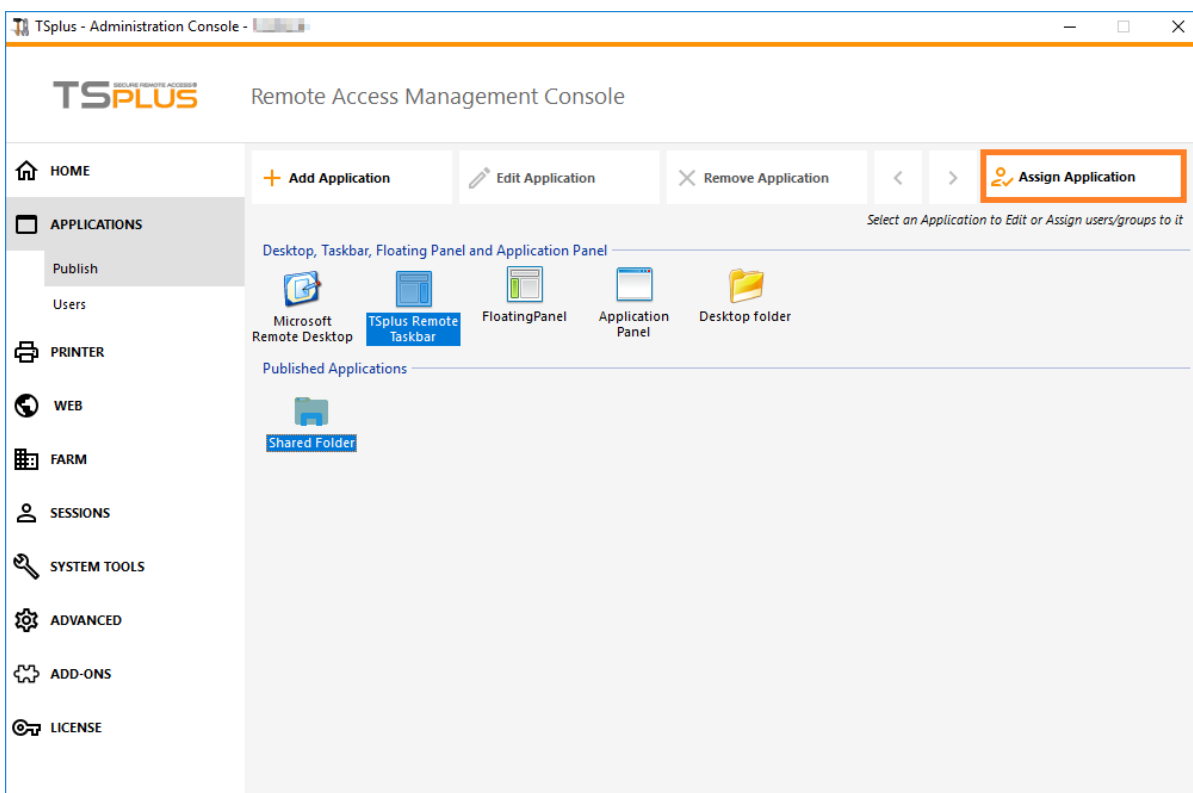 TSplus - Administration Console -
TSPLUS
SECURE REMOTE ACCESS
Remote Access Management Console
HOME
APPLICATIONS
Publish
Users
PRINTER
WEB
FARM
SESSIONS
SYSTEM TOOLS
ADVANCED
ADD-ONS
LICENSE
Add Application
Edit Application
Remove Application
Assign Application
Select an Application to Edit or Assign users/groups to it
Desktop, Taskbar, Floating Panel and Application Panel
Microsoft
Remote Desktop
TSplus Remote
Taskbar
FloatingPanel
Application
Panel
Desktop folder
Published Applications
Shared Folder